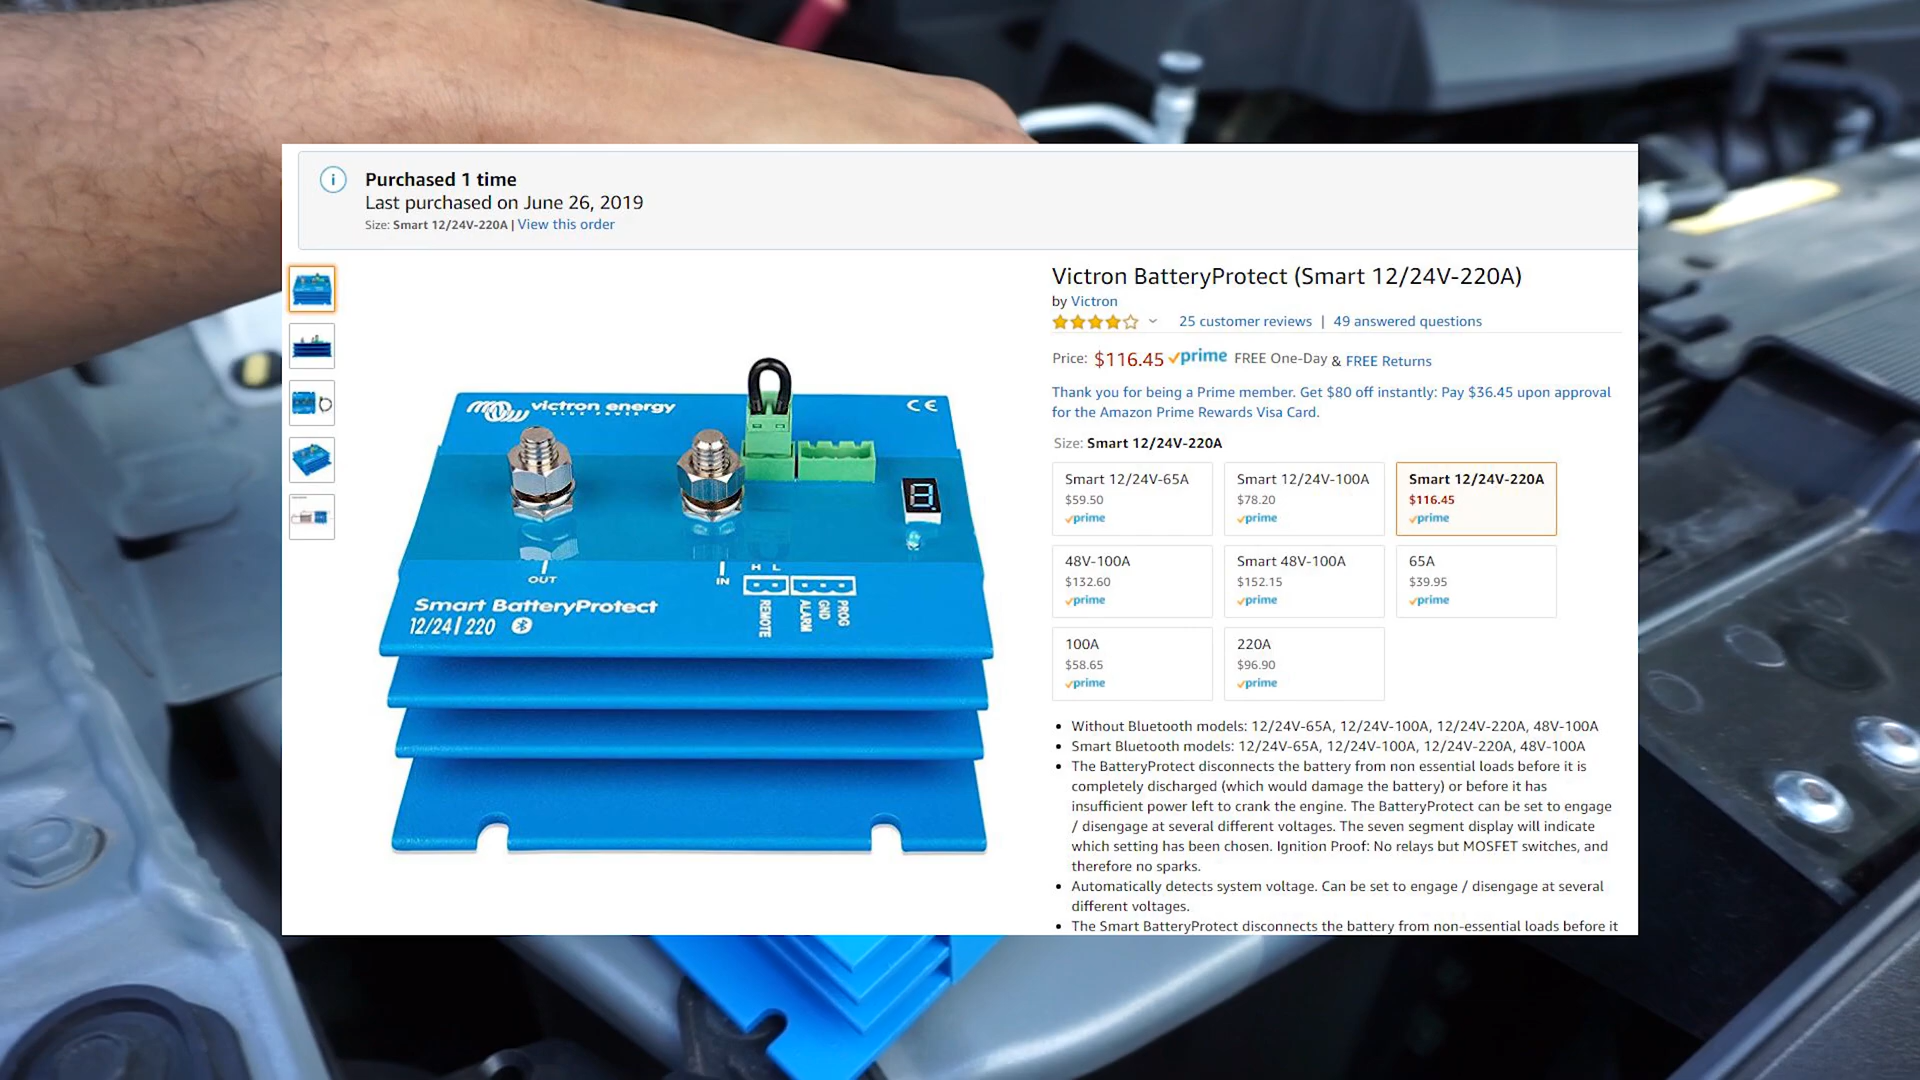 Purchased 1 time
Last purchased on June 26, 2019
Size: Smart 12/24V-220A | View this order
victron energy
BLUE POWER
CE
OUT
IN
H L
REMOTE
ALARM
GND
PROG
Smart BatteryProtect
12/24 | 220
Victron BatteryProtect (Smart 12/24V-220A)
by Victron
25 customer reviews | 49 answered questions
Price: $116.45 prime FREE One-Day & FREE Returns
Thank you for being a Prime member. Get $80 off instantly: Pay $36.45 upon approval
for the Amazon Prime Rewards Visa Card.
Size: Smart 12/24V-220A
Smart 12/24V-65A
$59.50
prime
Smart 12/24V-100A
$78.20
prime
Smart 12/24V-220A
$116.45
prime
48V-100A
$132.60
prime
Smart 48V-100A
$152.15
prime
65A
$39.95
prime
100A
$58.65
prime
220A
$96.90
prime
• Without Bluetooth models: 12/24V-65A, 12/24V-100A, 12/24V-220A, 48V-100A
• Smart Bluetooth models: 12/24V-65A, 12/24V-100A, 12/24V-220A, 48V-100A
• The BatteryProtect disconnects the battery from non essential loads before it is
completely discharged (which would damage the battery) or before it has
insufficient power left to crank the engine. The BatteryProtect can be set to engage
/ disengage at several different voltages. The seven segment display will indicate
which setting has been chosen. Ignition Proof: No relays but MOSFET switches, and
therefore no sparks.
• Automatically detects system voltage. Can be set to engage / disengage at several
different voltages.
• The Smart BatteryProtect disconnects the battery from non-essential loads before it